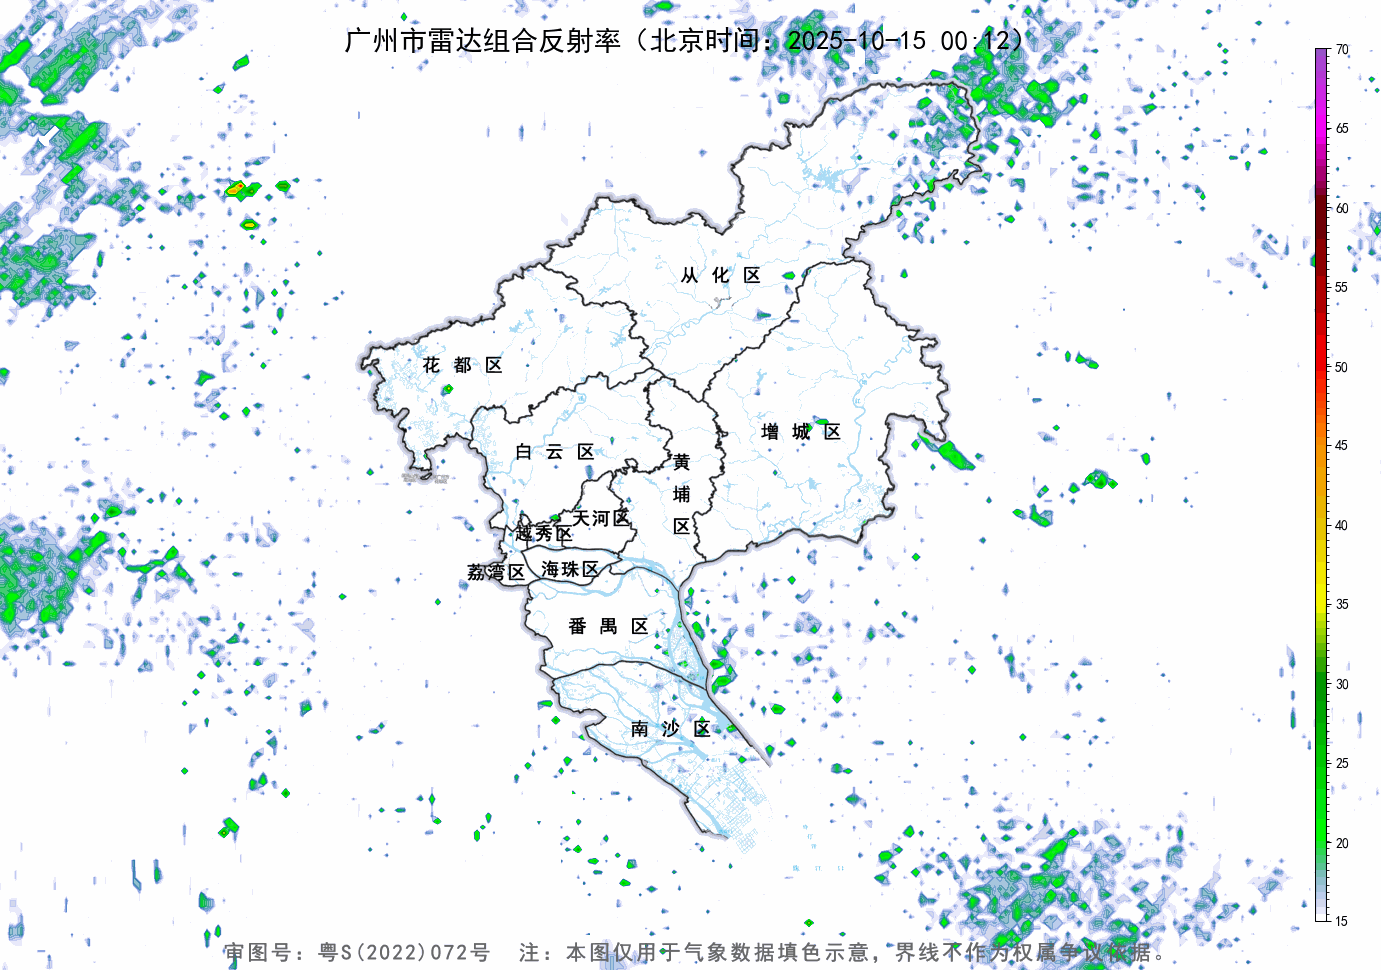 广州市雷达组合反射率（北京时间：2025-10-15 00:12）
70
65
60
55
50
45
40
35
30
25
20
15
从化区
花都区
增城区
白云区
黄埔区
天河区
越秀区
荔湾区
海珠区
番禺区
南沙区
审图号：粤S(2022)072号 注：本图仅用于气象数据填色示意，界线不作为权属争议依据。